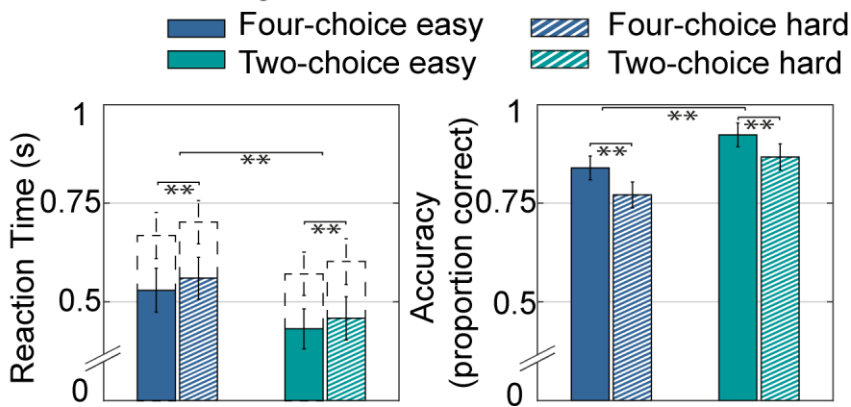 Four-choice easy
Four-choice hard
Two-choice easy
Two-choice hard
Reaction Time (s)
1
0.75
0.5
0
**
**
**
Accuracy
(proportion correct)
1
0.75
0.5
0
**
**
**